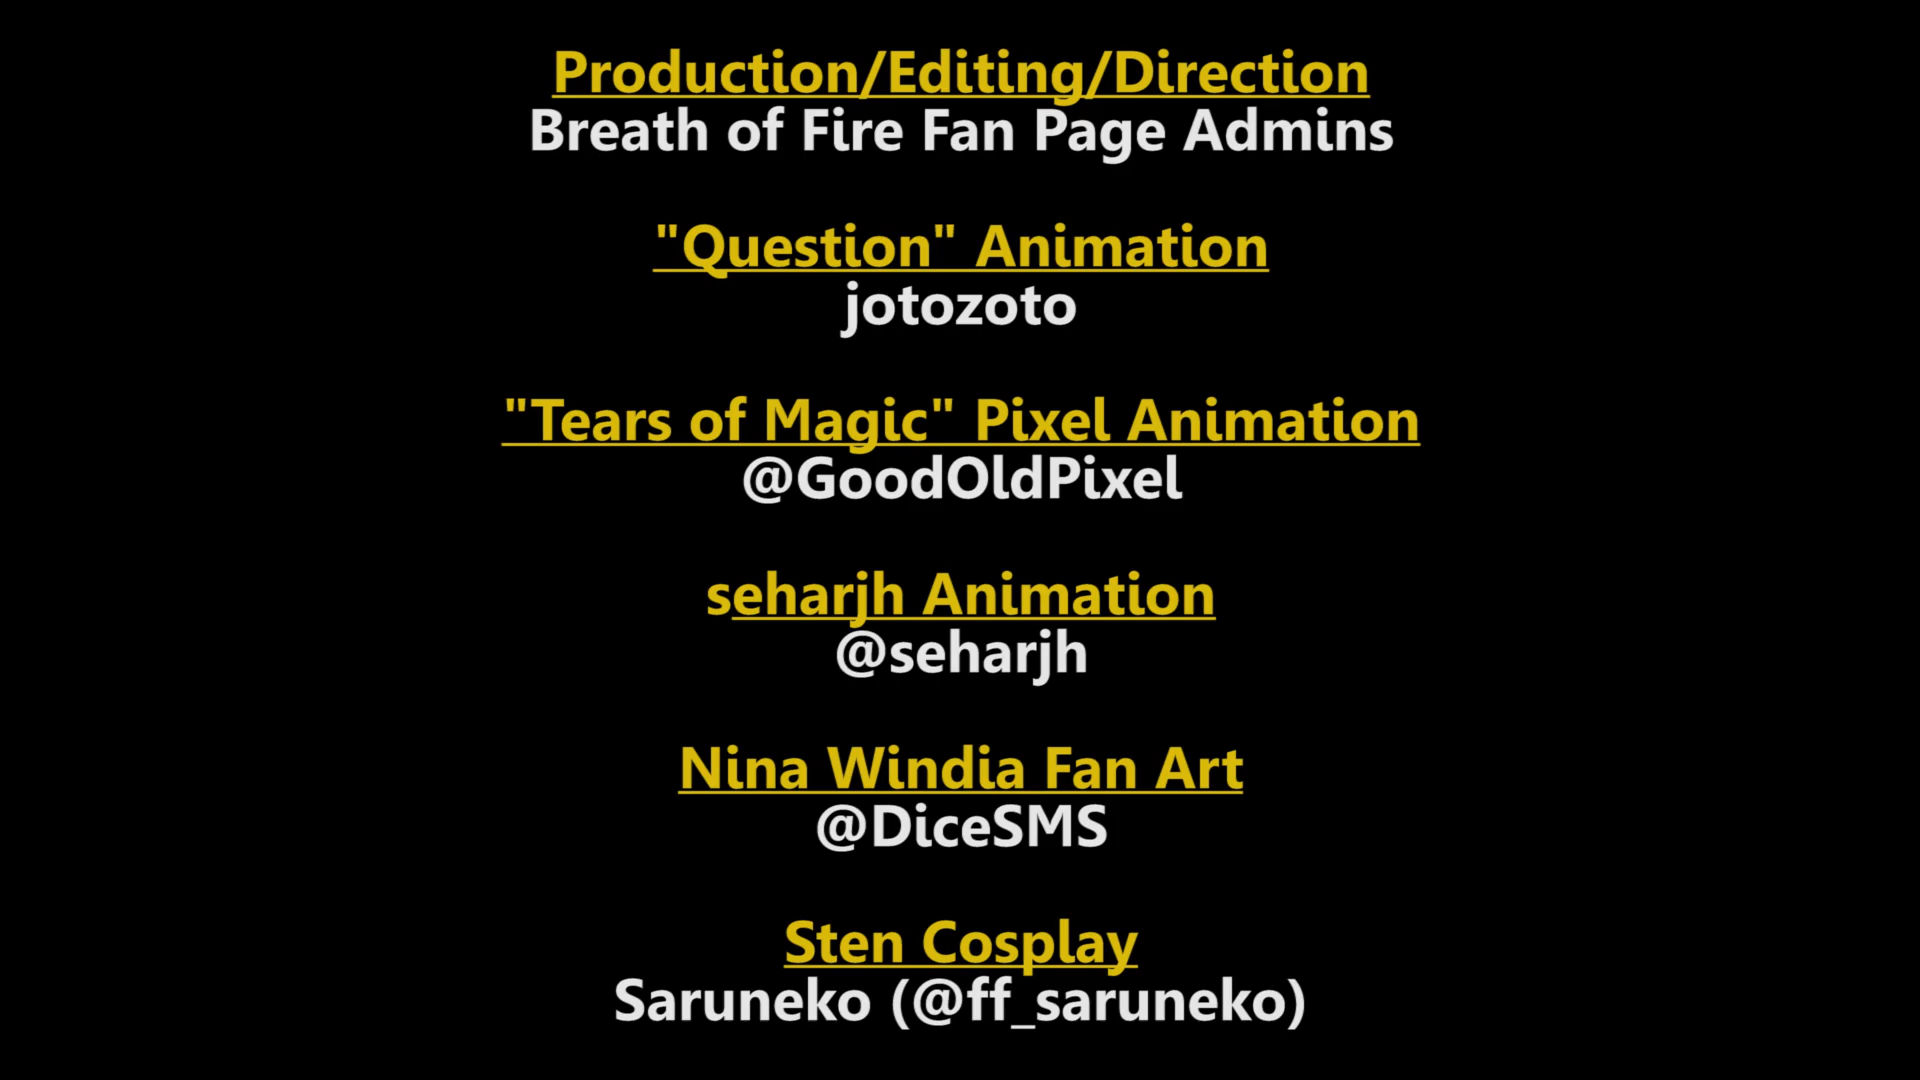 Production/Editing/Direction
Breath of Fire Fan Page Admins
"Question" Animation
jotozoto
"Tears of Magic" Pixel Animation
@GoodOldPixel
seharjh Animation
@seharjh
Nina Windia Fan Art
@DiceSMS
Sten Cosplay
Saruneko (@ff_saruneko)